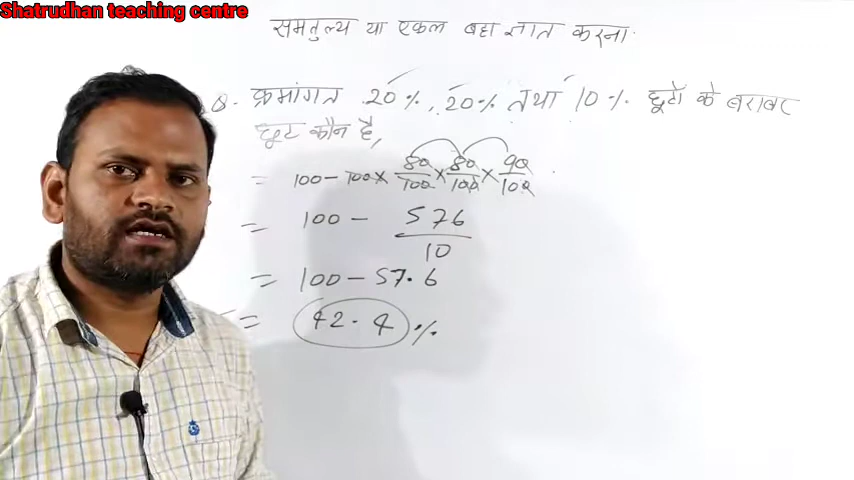 Shatrudhan teaching centre
समतुल्य या एकल बट्टा ज्ञात करना
Q. क्रमांगत 20%, 20% तथा 10% छूटों के बराबर
छूट कौन है,
= 100 - 100 × 80/100 × 80/100 × 90/100
= 100 - 576/10
= 100 - 57.6
= 42.4 %